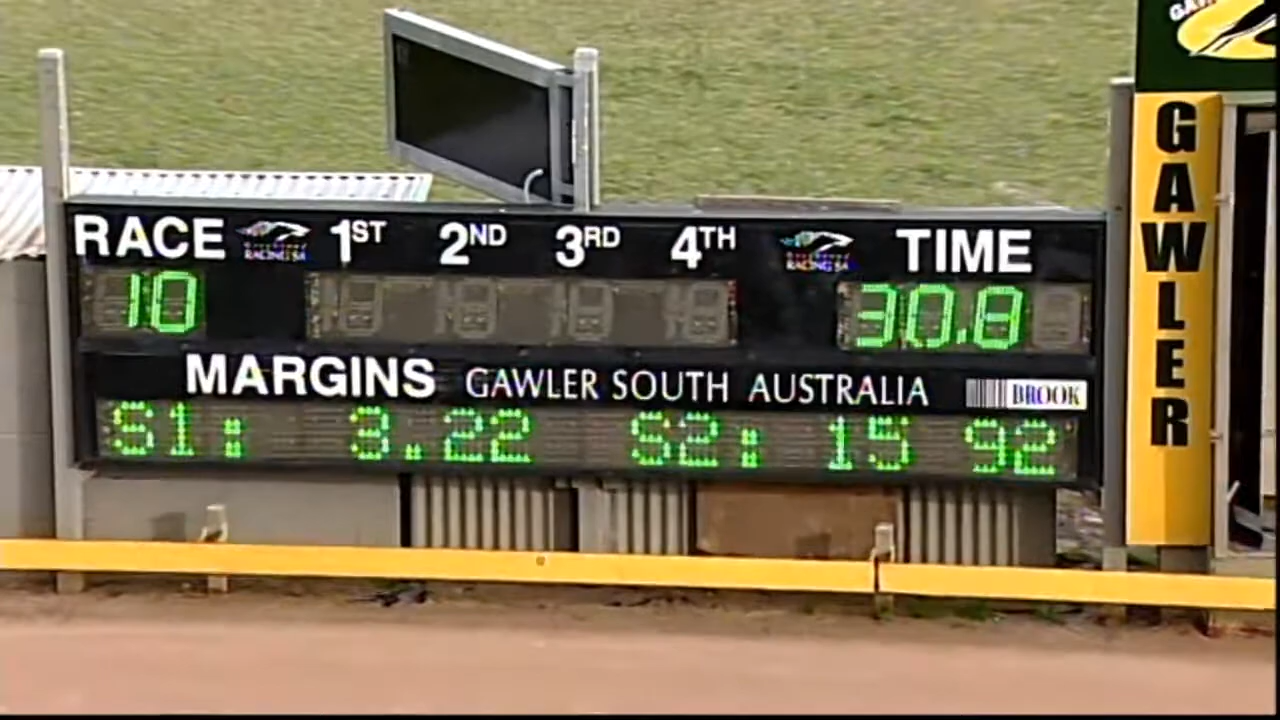 RACE 1ST 2ND 3RD 4TH TIME
10 30.8
MARGINS GAWLER SOUTH AUSTRALIA BROOK
S1: 3.22 S2: 15 92
GAWLER